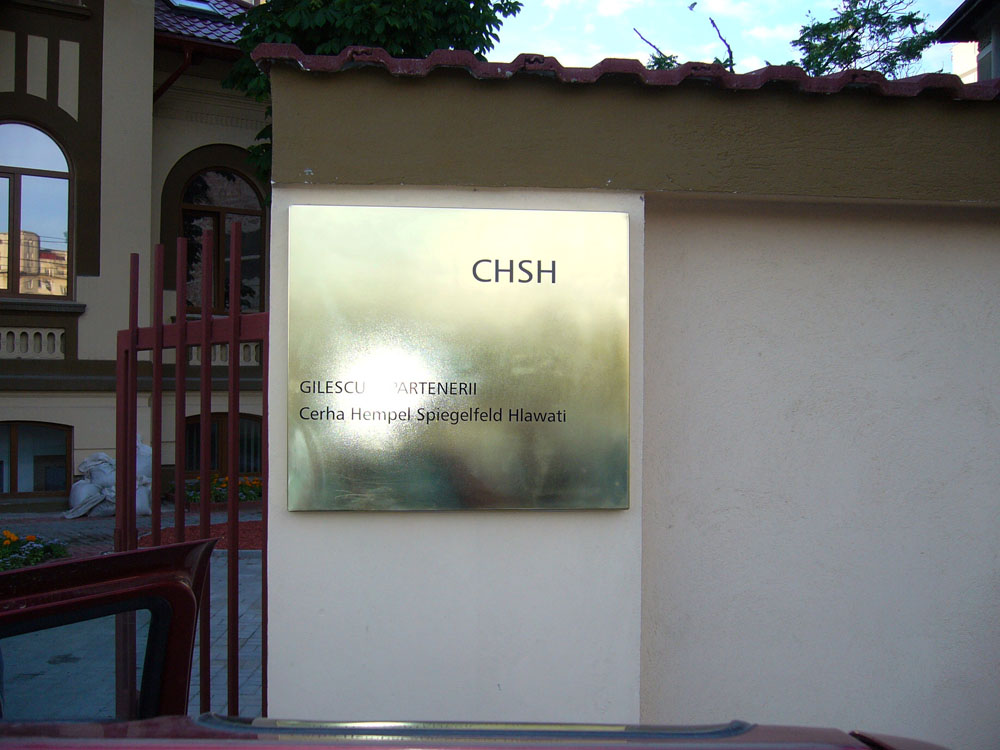 CHSH
GILESCU PARTENERII
Cerha Hempel Spiegelfeld Hlawati